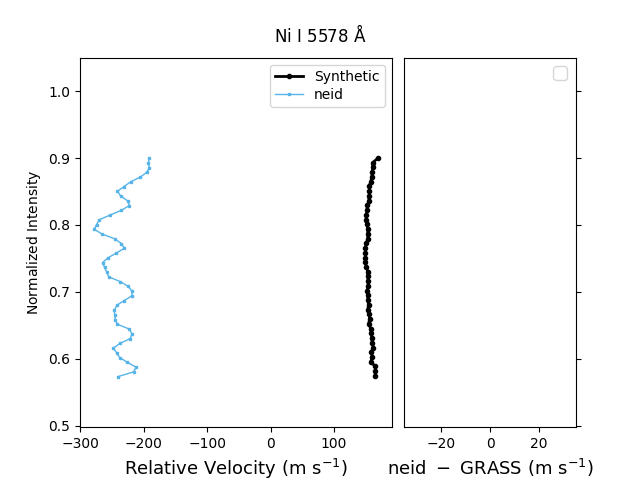 Ni I 5578 Å
Synthetic
neid
1.0
0.9
0.8
0.7
0.6
0.5
Normalized Intensity
−300
−200
−100
0
100
−20
0
20
Relative Velocity (m s⁻¹)
neid − GRASS (m s⁻¹)